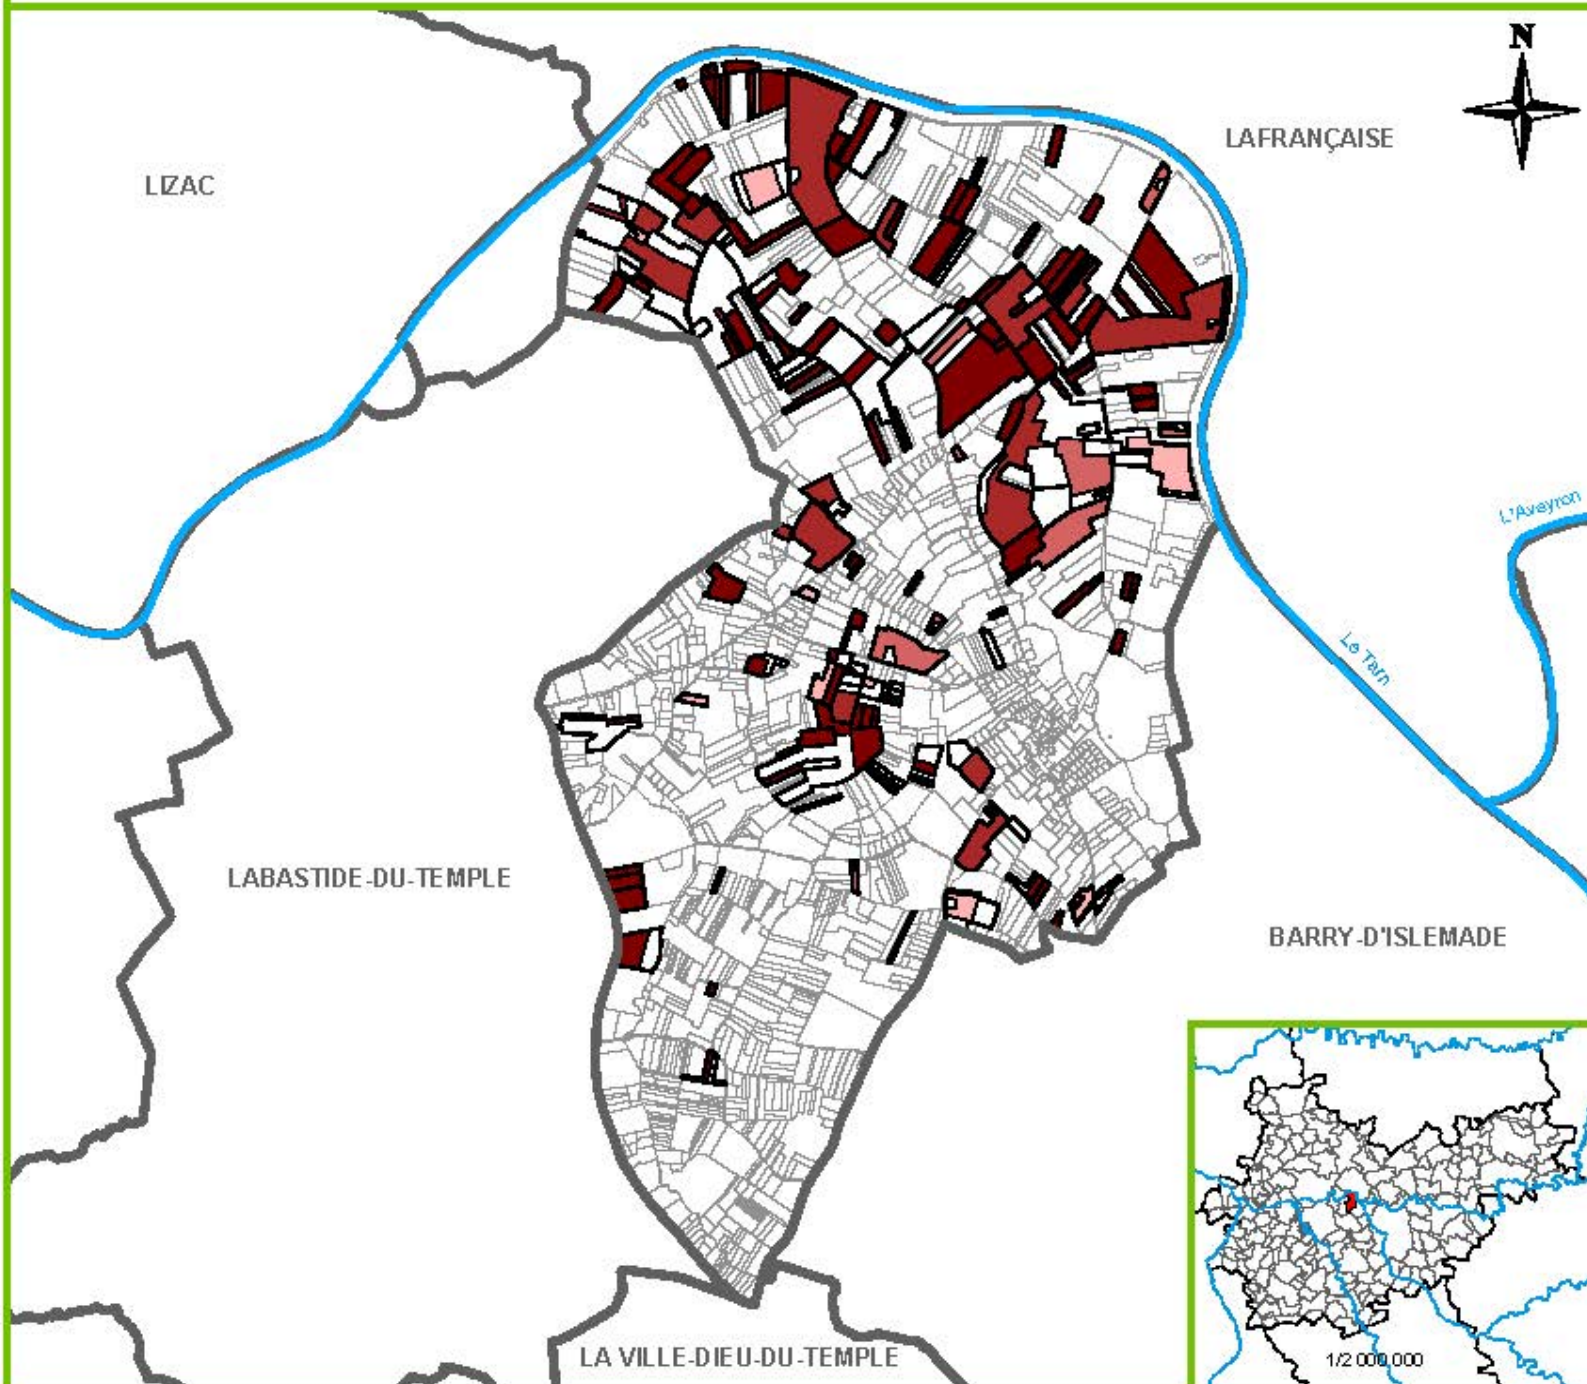 N
LAFRANÇAISE
LIZAC
L'Aveyron
Le Tarn
LABASTIDE-DU-TEMPLE
BARRY-D'ISLEMADE
LA VILLE-DIEU-DU-TEMPLE
1/2 000 000